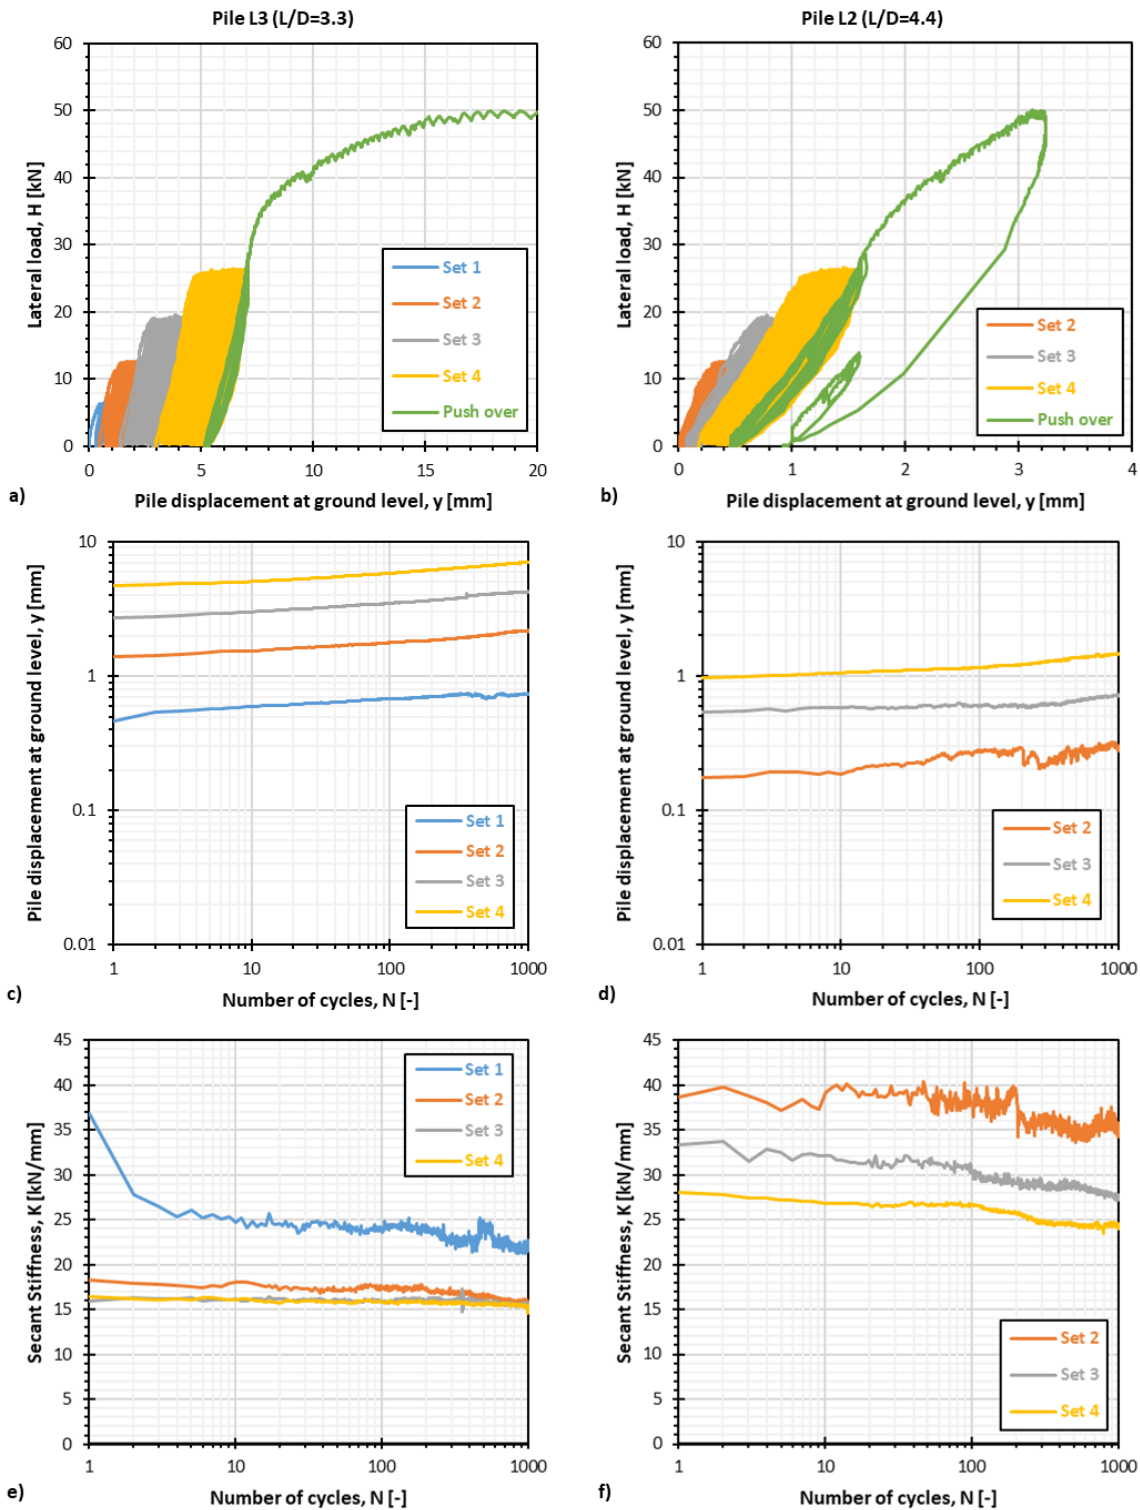 Pile L3 (L/D=3.3)
60
50
40
30
20
10
0
Lateral load, H [kN]
Set 1
Set 2
Set 3
Set 4
Push over
0 5 10 15 20
a)
Pile displacement at ground level, y [mm]
Pile L2 (L/D=4.4)
60
50
40
30
20
10
0
Lateral load, H [kN]
Set 2
Set 3
Set 4
Push over
0 1 2 3 4
b)
Pile displacement at ground level, y [mm]
10
1
0.1
0.01
Pile displacement at ground level, y [mm]
Set 1
Set 2
Set 3
Set 4
1 10 100 1000
c)
Number of cycles, N [-]
10
1
0.1
0.01
Pile displacement at ground level, y [mm]
Set 2
Set 3
Set 4
1 10 100 1000
d)
Number of cycles, N [-]
45
40
35
30
25
20
15
10
5
0
Secant Stiffness, K [kN/mm]
Set 1
Set 2
Set 3
Set 4
1 10 100 1000
e)
Number of cycles, N [-]
45
40
35
30
25
20
15
10
5
0
Secant Stiffness, K [kN/mm]
Set 2
Set 3
Set 4
1 10 100 1000
f)
Number of cycles, N [-]